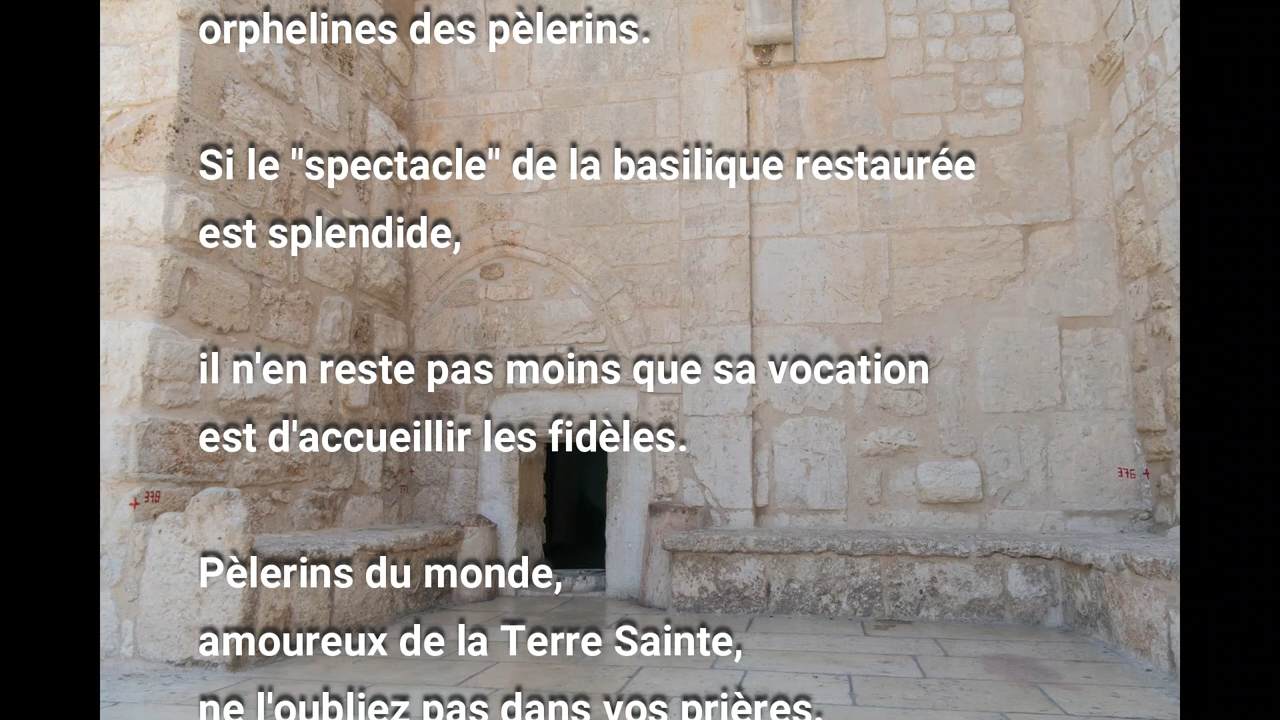 orphelines des pèlerins.
Si le "spectacle" de la basilique restaurée
est splendide,
il n'en reste pas moins que sa vocation
est d'accueillir les fidèles.
378
376
Pèlerins du monde,
amoureux de la Terre Sainte,
ne l'oubliez pas dans vos prières.